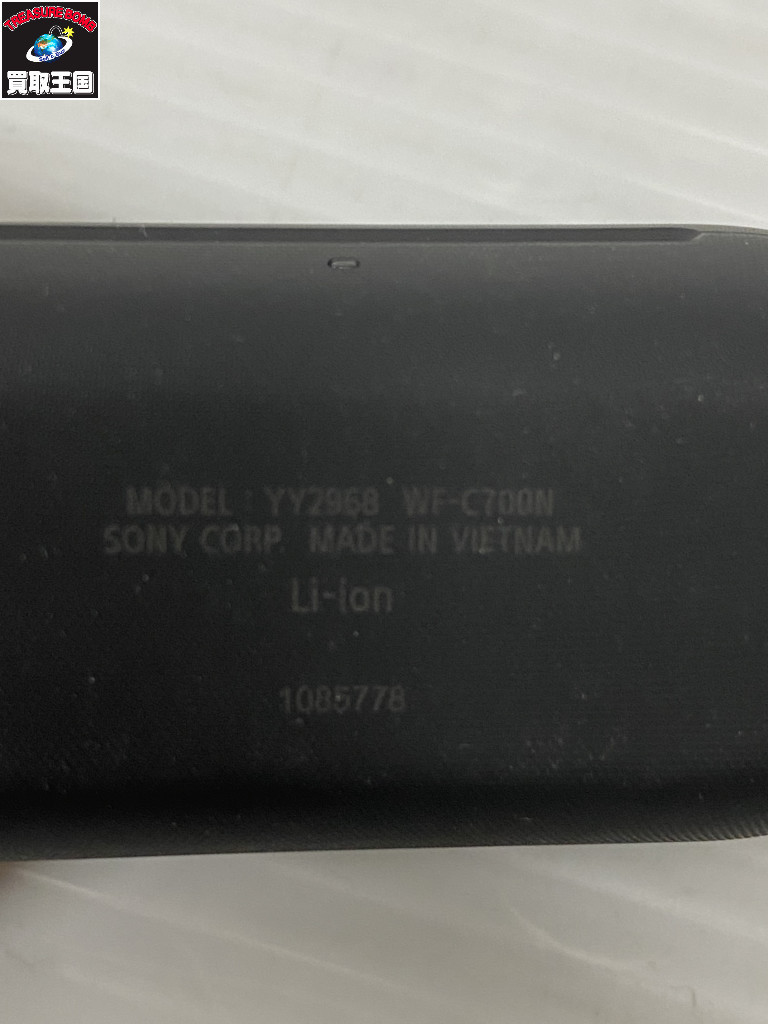 TREASURE BOMB
買取王国
MODEL : YY2968 WF-C700N
SONY CORP. MADE IN VIETNAM
Li-ion
1085778